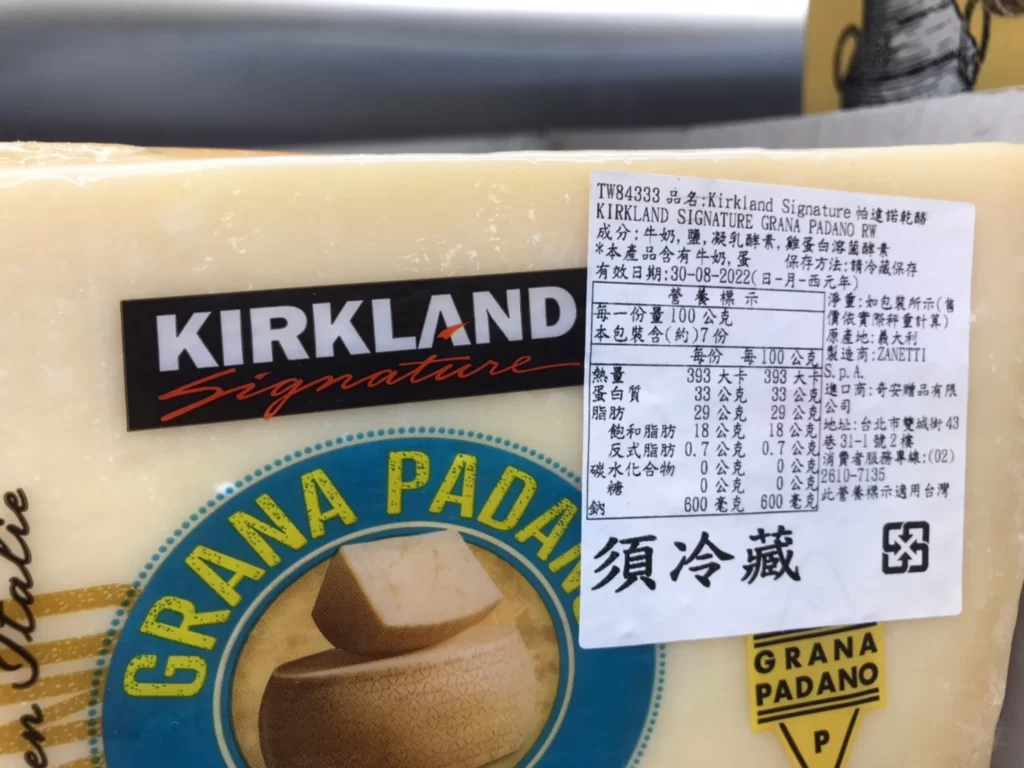 TW84333 品名:Kirkland Signature 帕達諾乾酪
KIRKLAND SIGNATURE GRANA PADANO RW
成分:牛奶,鹽,凝乳酵素,雞蛋白溶菌酵素
*本產品含有牛奶,蛋 保存方法:請冷藏保存
有效日期:30-08-2022(日-月-西元年)
營養標示
每一份量100公克
本包裝含(約)7份
每份 每100公克
熱量 393 大卡 393 大卡
蛋白質 33 公克 33 公克
脂肪 29 公克 29 公克
飽和脂肪 18 公克 18 公克
反式脂肪 0.7 公克 0.7 公克
碳水化合物 0 公克 0 公克
糖 0 公克 0 公克
鈉 600 毫克 600 毫克
淨重:如包裝所示(售
價依實際秤重計算)
原產地:義大利
製造商:ZANETTI
S.p.A.
進口商:奇安贈品有限
公司
地址:台北市雙城街43
巷31-1號2樓
消費者服務專線:(02)
2610-7135
此營養標示適用台灣
須冷藏
KIRKLAND
Signature
GRANA PADANO
en Italie
GRANA
PADANO
P